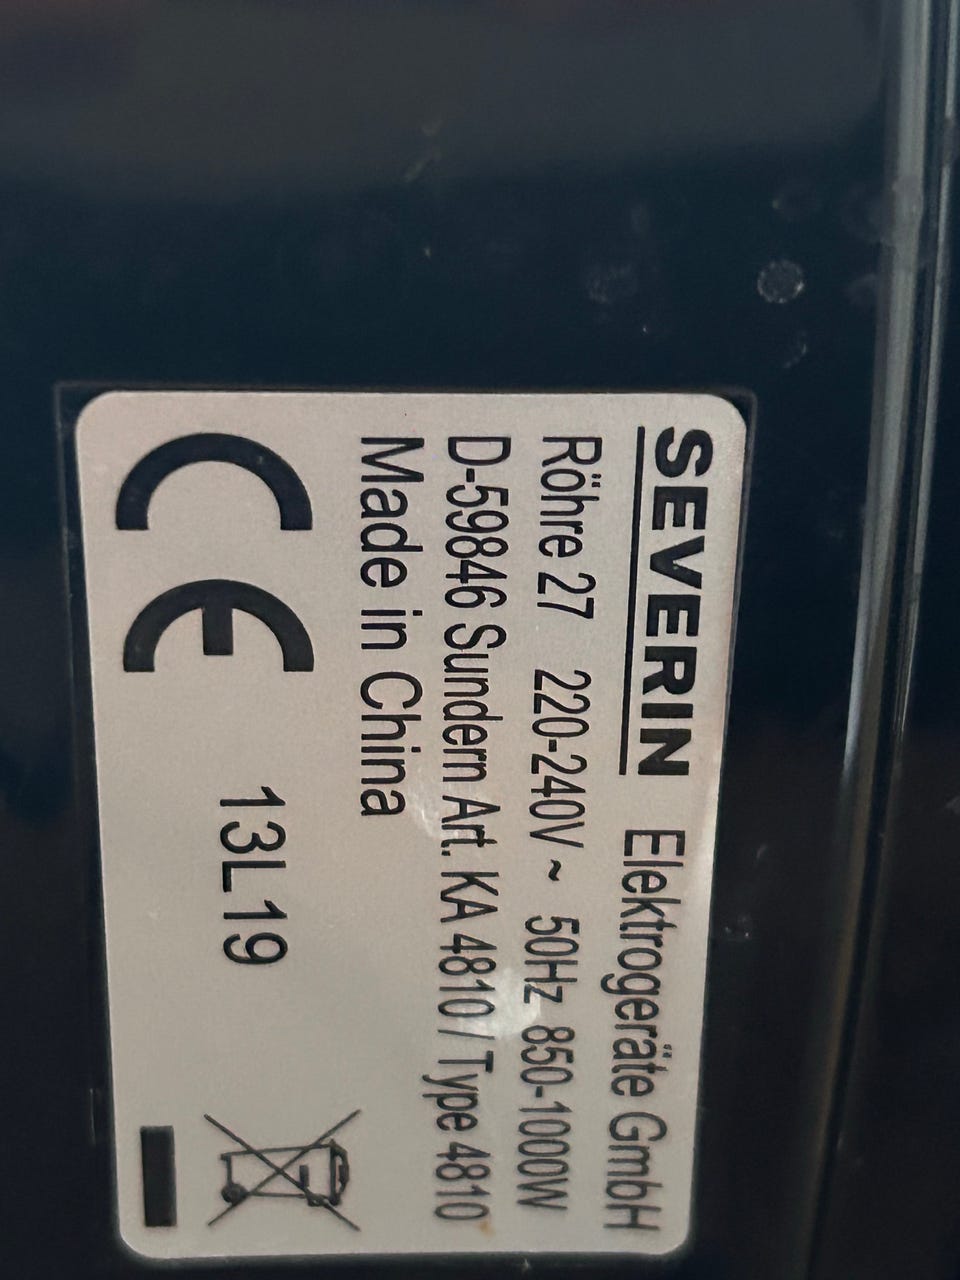 SEVERIN Elektrogeräte GmbH
Röhre 27 220-240V ~ 50Hz 850-1000W
D-59846 Sundern Art. KA 4810 / Type 4810
Made in China
CE 13L19